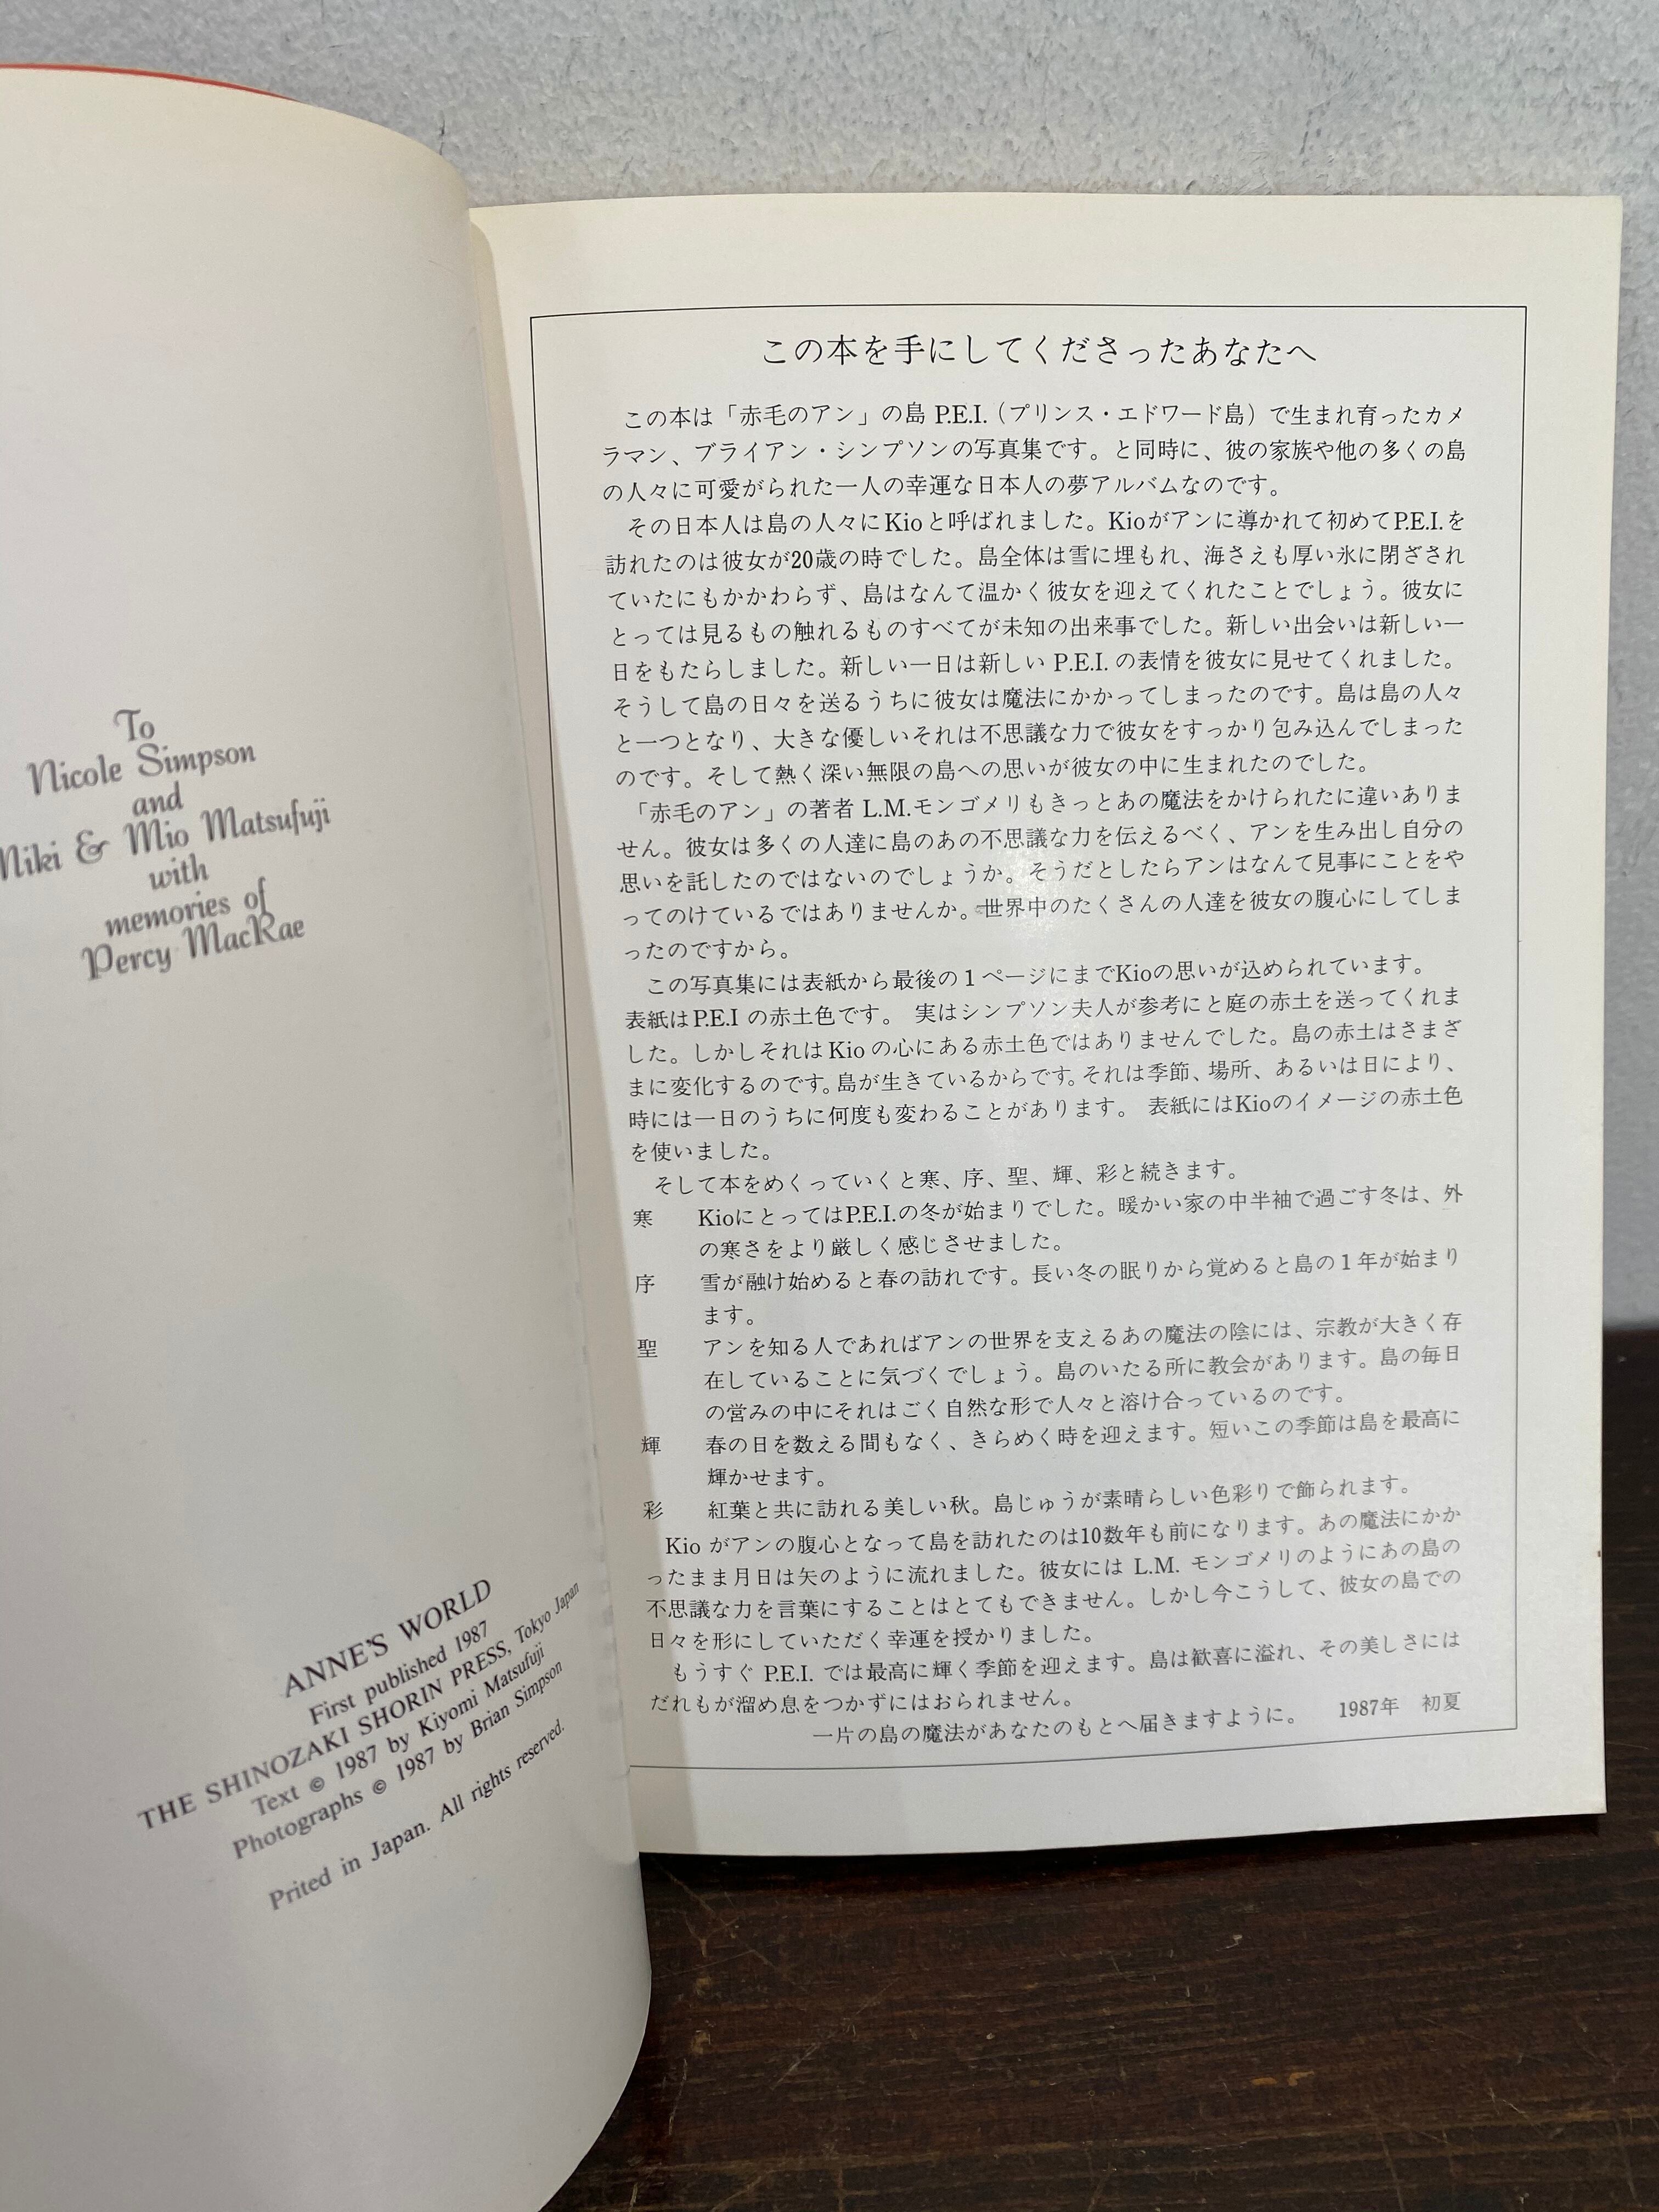 To
Nicole Simpson
and
Miki & Mio Matsufuji
with
memories of
Percy MacRae
ANNE'S WORLD
First published 1987
THE SHINOZAKI SHORIN PRESS, Tokyo Japan
Text © 1987 by Kiyomi Matsufuji
Photographs © 1987 by Brian Simpson
Prited in Japan. All rights reserved.
この本を手にしてくださったあなたへ
この本は「赤毛のアン」の島 P.E.I.（プリンス・エドワード島）で生まれ育ったカメ
ラマン、ブライアン・シンプソンの写真集です。と同時に、彼の家族や他の多くの島
の人々に可愛がられた一人の幸運な日本人の夢アルバムなのです。
その日本人は島の人々にKioと呼ばれました。Kioがアンに導かれて初めてP.E.I.を
訪れたのは彼女が20歳の時でした。島全体は雪に埋もれ、海さえも厚い氷に閉ざされ
ていたにもかかわらず、島はなんて温かく彼女を迎えてくれたことでしょう。彼女に
とっては見るもの触れるものすべてが未知の出来事でした。新しい出会いは新しい一
日をもたらしました。新しい一日は新しい P.E.I. の表情を彼女に見せてくれました。
そうして島の日々を送るうちに彼女は魔法にかかってしまったのです。島は島の人々
と一つとなり、大きな優しいそれは不思議な力で彼女をすっかり包み込んでしまった
のです。そして熱く深い無限の島への思いが彼女の中に生まれたのでした。
「赤毛のアン」の著者 L.M.モンゴメリもきっとあの魔法をかけられたに違いありま
せん。彼女は多くの人達に島のあの不思議な力を伝えるべく、アンを生み出し自分の
思いを託したのではないのでしょうか。そうだとしたらアンはなんて見事にことをや
ってのけているではありませんか。世界中のたくさんの人達を彼女の腹心にしてしま
ったのですから。
この写真集には表紙から最後の１ページにまでKioの思いが込められています。
表紙はP.E.I の赤土色です。 実はシンプソン夫人が参考にと庭の赤土を送ってくれま
した。しかしそれはKio の心にある赤土色ではありませんでした。島の赤土はさまざ
まに変化するのです。島が生きているからです。それは季節、場所、あるいは日により、
時には一日のうちに何度も変わることがあります。 表紙にはKioのイメージの赤土色
を使いました。
そして本をめくっていくと寒、序、聖、輝、彩と続きます。
寒 KioにとってはP.E.I.の冬が始まりでした。暖かい家の中半袖で過ごす冬は、外
の寒さをより厳しく感じさせました。
序 雪が融け始めると春の訪れです。長い冬の眠りから覚めると島の１年が始まり
ます。
聖 アンを知る人であればアンの世界を支えるあの魔法の陰には、宗教が大きく存
在していることに気づくでしょう。島のいたる所に教会があります。島の毎日
の営みの中にそれはごく自然な形で人々と溶け合っているのです。
輝 春の日を数える間もなく、きらめく時を迎えます。短いこの季節は島を最高に
輝かせます。
彩 紅葉と共に訪れる美しい秋。島じゅうが素晴らしい色彩りで飾られます。
Kio がアンの腹心となって島を訪れたのは10数年も前になります。あの魔法にかか
ったまま月日は矢のように流れました。彼女には L.M. モンゴメリのようにあの島の
不思議な力を言葉にすることはとてもできません。しかし今こうして、彼女の島での
日々を形にしていただく幸運を授かりました。
もうすぐ P.E.I. では最高に輝く季節を迎えます。島は歓喜に溢れ、その美しさには
だれもが溜め息をつかずにはおられません。
一片の島の魔法があなたのもとへ届きますように。 1987年 初夏